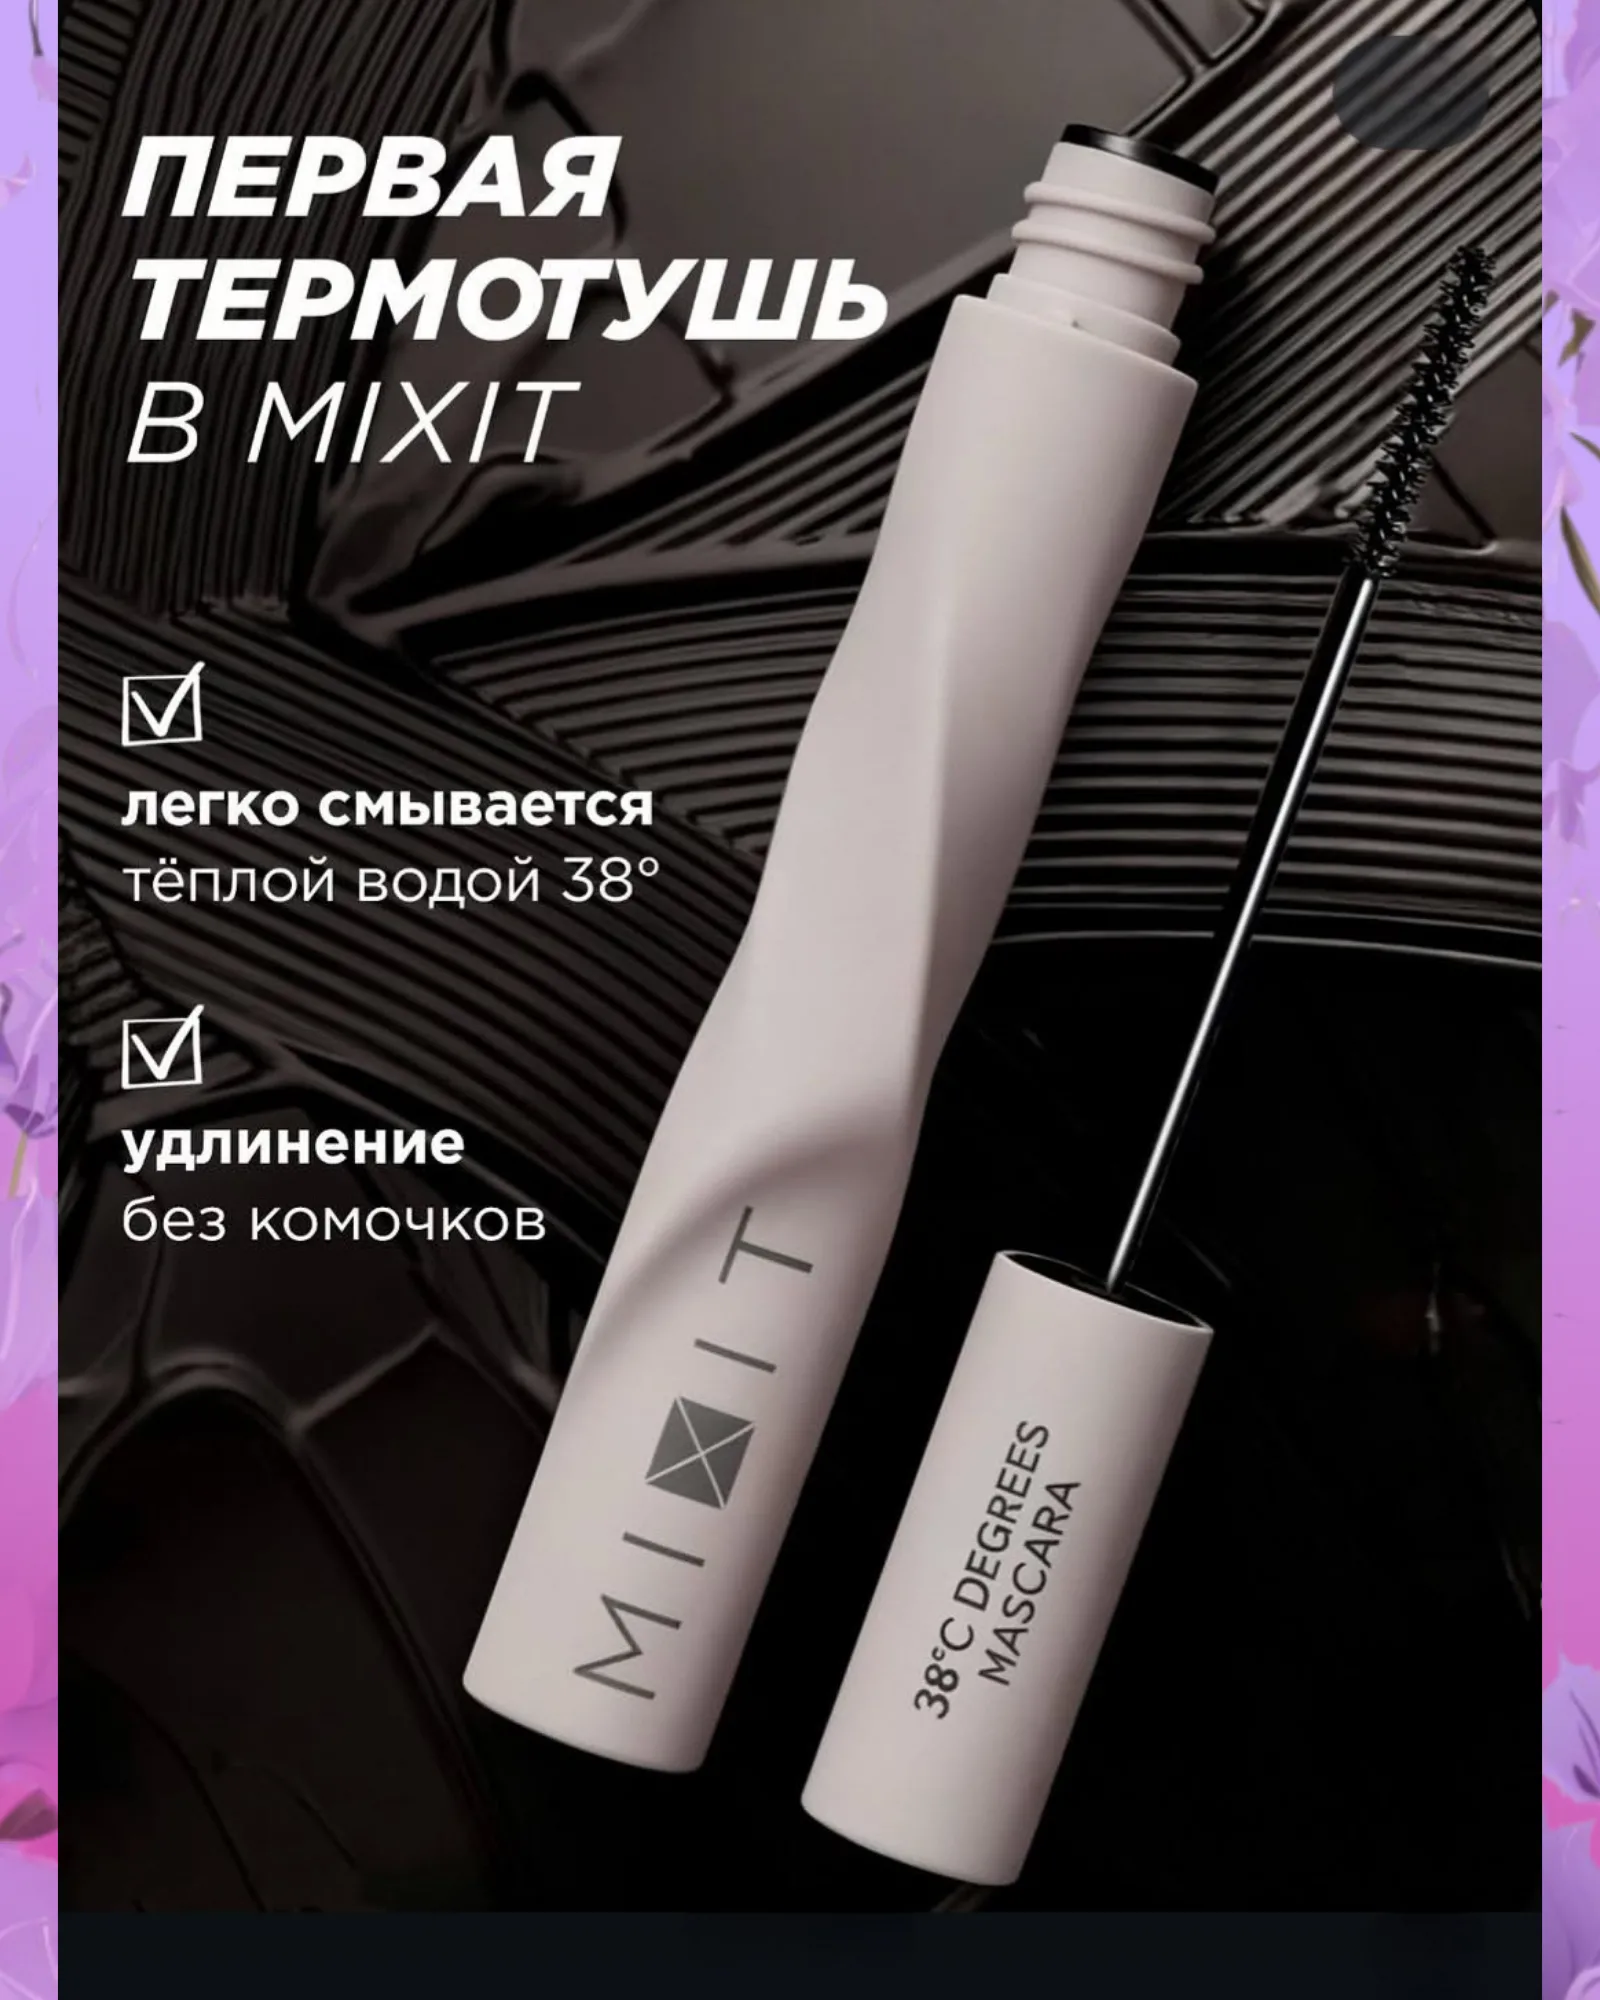 ПЕРВАЯ
ТЕРМОТУШЬ
В MIXIT
легко смывается
тёплой водой 38°
удлинение
без комочков
MIXIT
38°C DEGREES
MASCARA